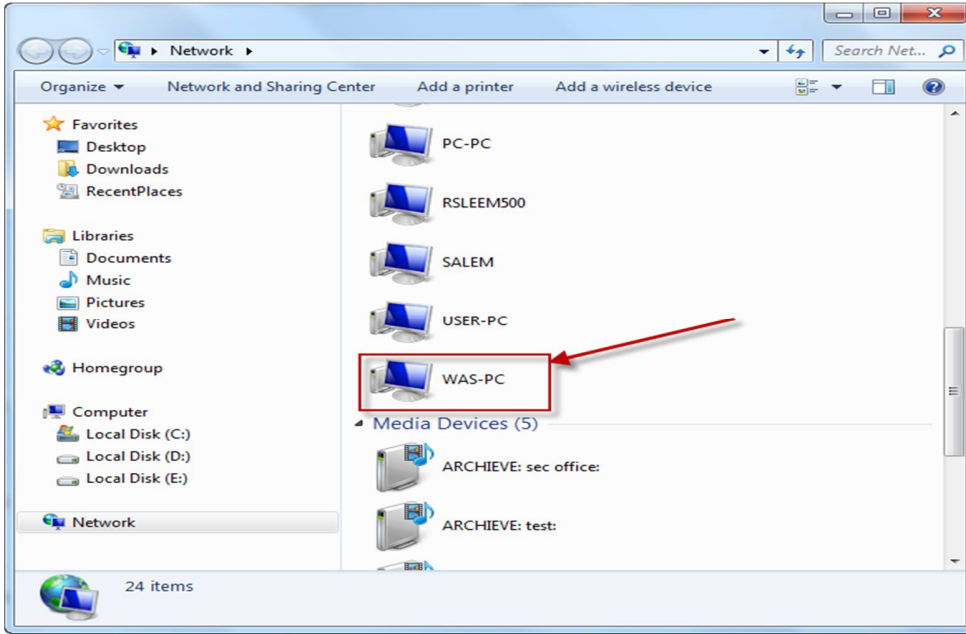 Network
Search Net...
Organize Network and Sharing Center Add a printer Add a wireless device
Favorites
Desktop
Downloads
RecentPlaces
Libraries
Documents
Music
Pictures
Videos
Homegroup
Computer
Local Disk (C:)
Local Disk (D:)
Local Disk (E:)
Network
PC-PC
RSLEEM500
SALEM
USER-PC
WAS-PC
Media Devices (5)
ARCHIEVE: sec office:
ARCHIEVE: test:
24 items